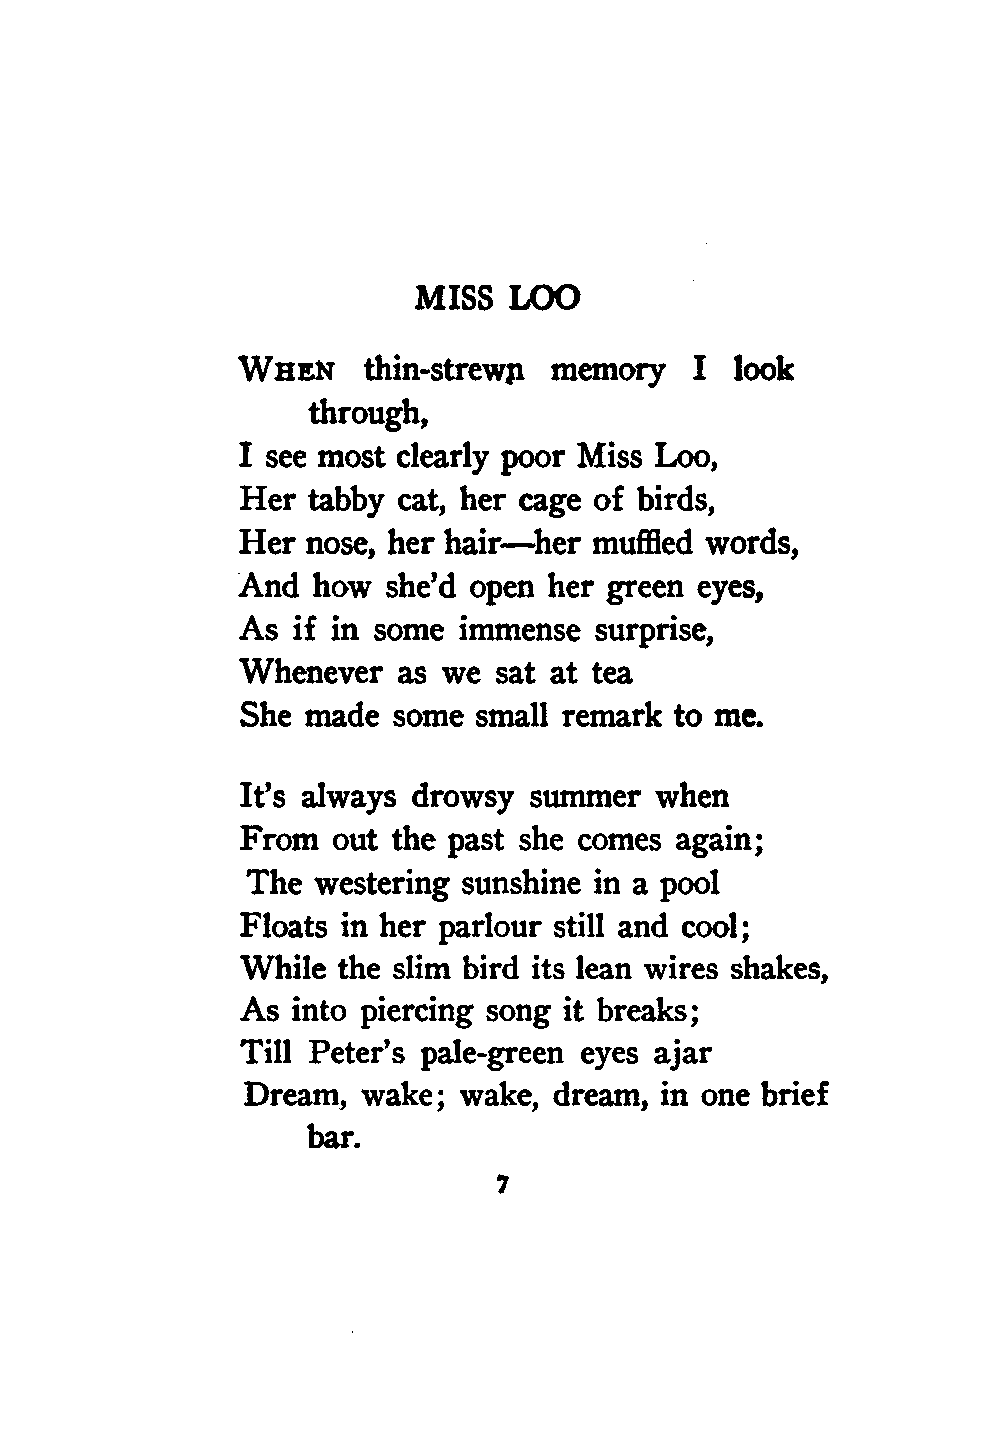 MISS LOO
WHEN thin-strewn memory I look
through,
I see most clearly poor Miss Loo,
Her tabby cat, her cage of birds,
Her nose, her hair—her muffled words,
And how she'd open her green eyes,
As if in some immense surprise,
Whenever as we sat at tea
She made some small remark to me.
It's always drowsy summer when
From out the past she comes again;
The westering sunshine in a pool
Floats in her parlour still and cool;
While the slim bird its lean wires shakes,
As into piercing song it breaks;
Till Peter's pale-green eyes ajar
Dream, wake; wake, dream, in one brief
bar.
7